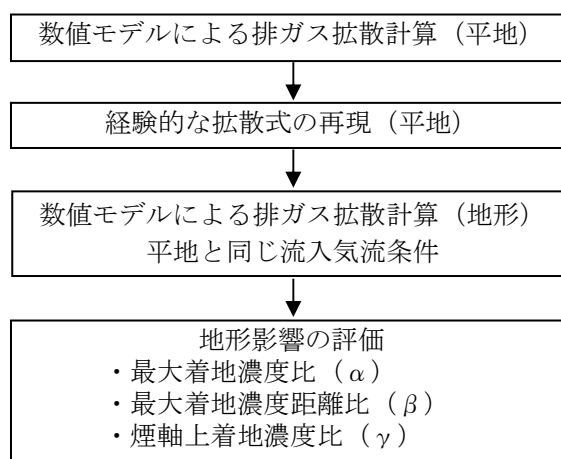 数値モデルによる排ガス拡散計算（平地）
経験的な拡散式の再現（平地）
数値モデルによる排ガス拡散計算（地形）
平地と同じ流入気流条件
地形影響の評価
・最大着地濃度比（α）
・最大着地濃度距離比（β）
・煙軸上着地濃度比（γ）